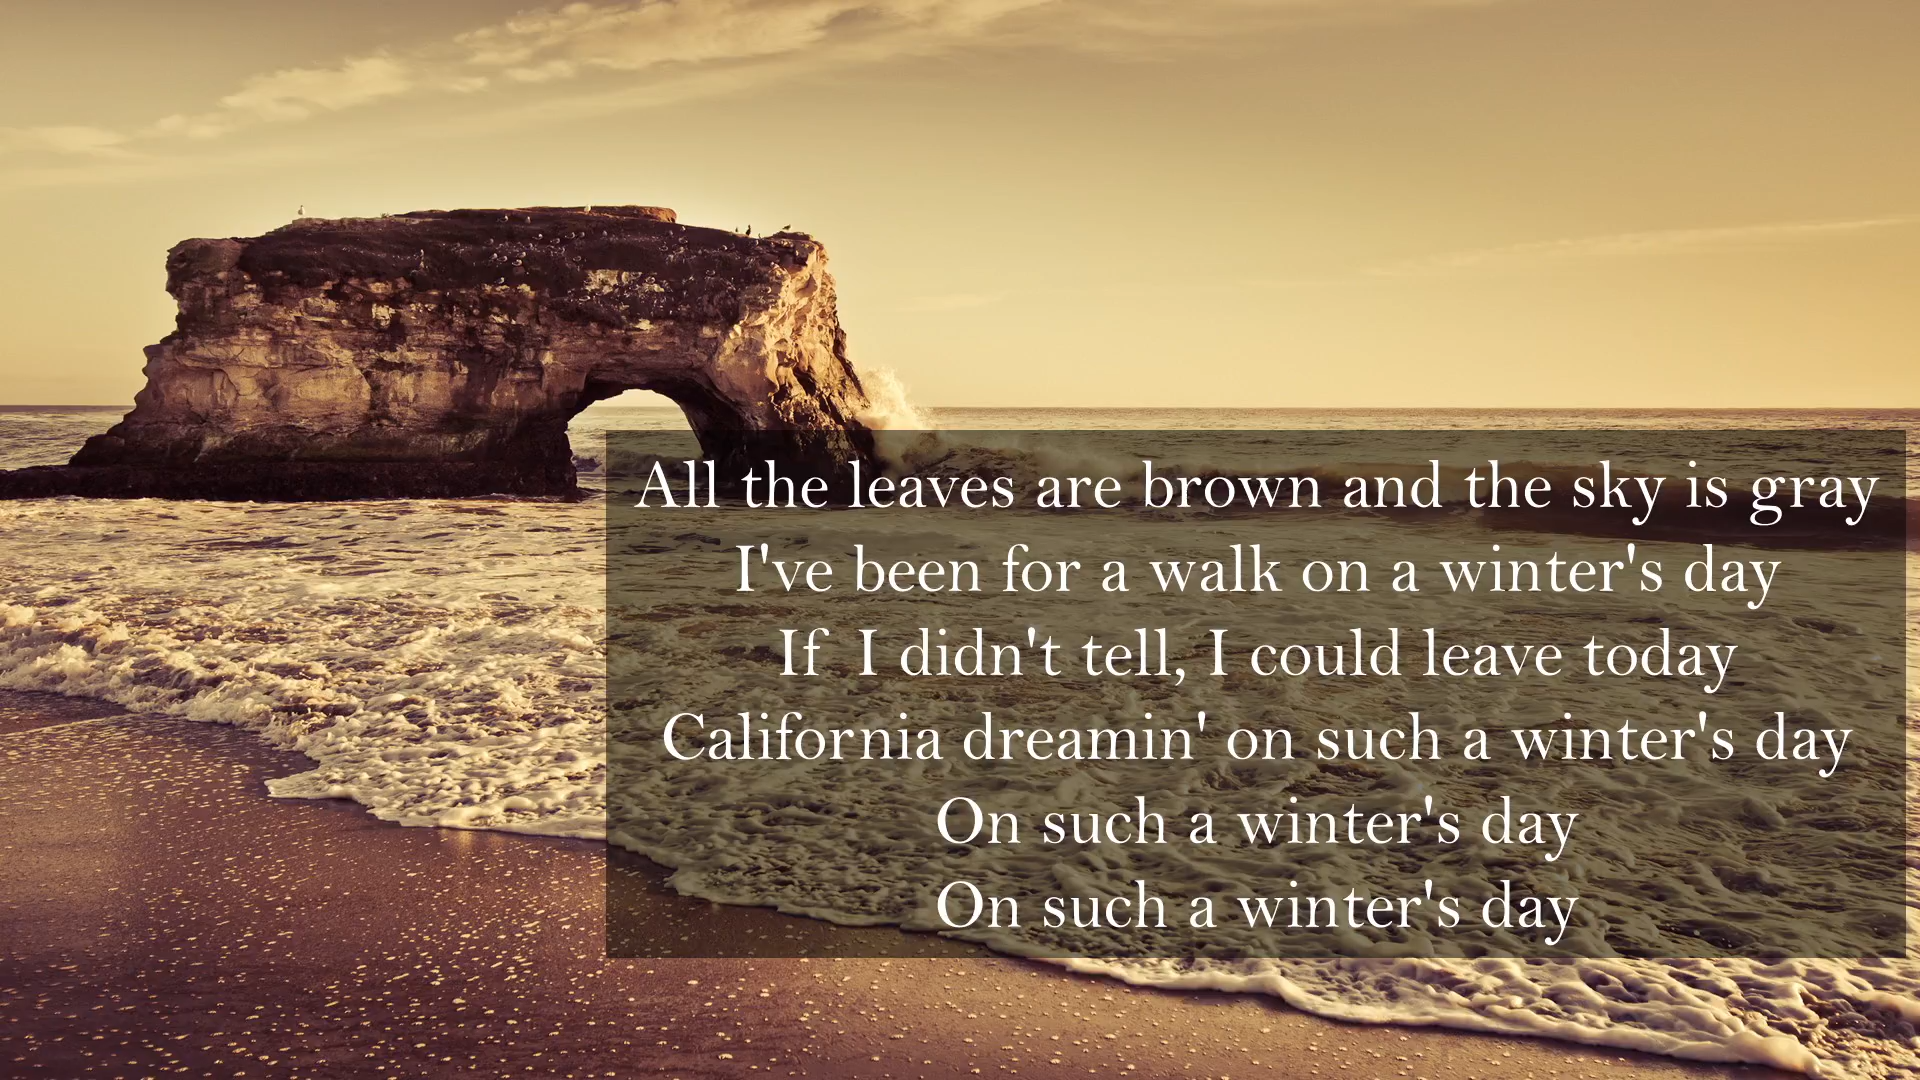 All the leaves are brown and the sky is gray
I've been for a walk on a winter's day
If I didn't tell, I could leave today
California dreamin' on such a winter's day
On such a winter's day
On such a winter's day